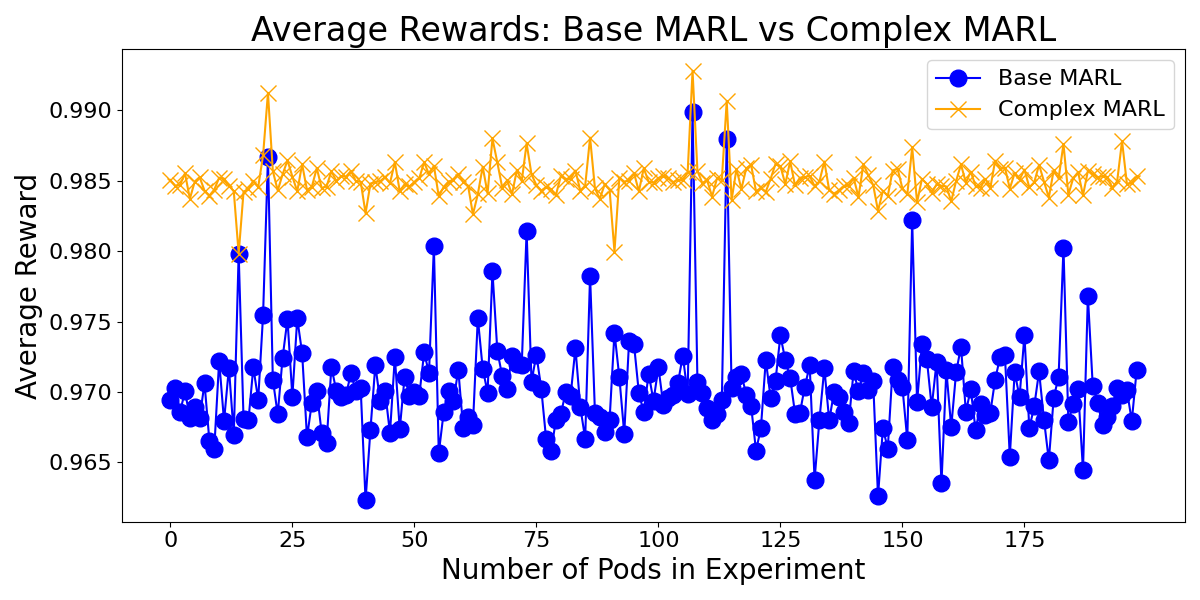 Average Rewards: Base MARL vs Complex MARL
Base MARL
Complex MARL
Average Reward
0.990
0.985
0.980
0.975
0.970
0.965
0 25 50 75 100 125 150 175
Number of Pods in Experiment